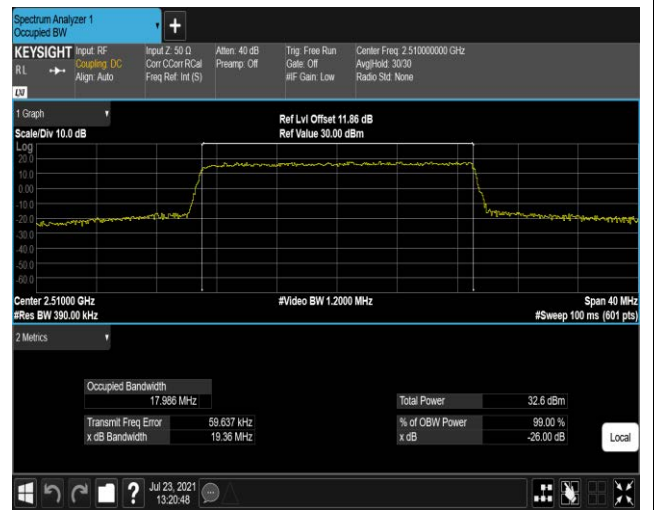 Spectrum Analyzer 1
Occupied BW
+
KEYSIGHT Input: RF Input Z: 50 Ω Atten: 40 dB Trig: Free Run Center Freq: 2.510000000 GHz
RL Coupling: DC Corr CCorr RCal Preamp: Off Gate: Off Avg|Hold: 30/30
Align: Auto Freq Ref: Int (S) #IF Gain: Low Radio Std: None
LXI
1 Graph Ref Lvl Offset 11.86 dB
Scale/Div 10.0 dB Ref Value 30.00 dBm
Log
20.0
10.0
0.00
-10.0
-20.0
-30.0
-40.0
-50.0
-60.0
Center 2.51000 GHz #Video BW 1.2000 MHz Span 40 MHz
#Res BW 390.00 kHz #Sweep 100 ms (601 pts)
2 Metrics
Occupied Bandwidth
17.986 MHz Total Power 32.6 dBm
Transmit Freq Error 59.637 kHz % of OBW Power 99.00 %
x dB Bandwidth 19.36 MHz x dB -26.00 dB
Local
? Jul 23, 2021
13:20:48